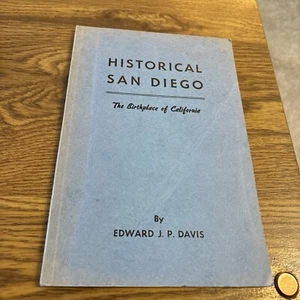 HISTORICAL
SAN DIEGO
The Birthplace of California
By
EDWARD J. P. DAVIS